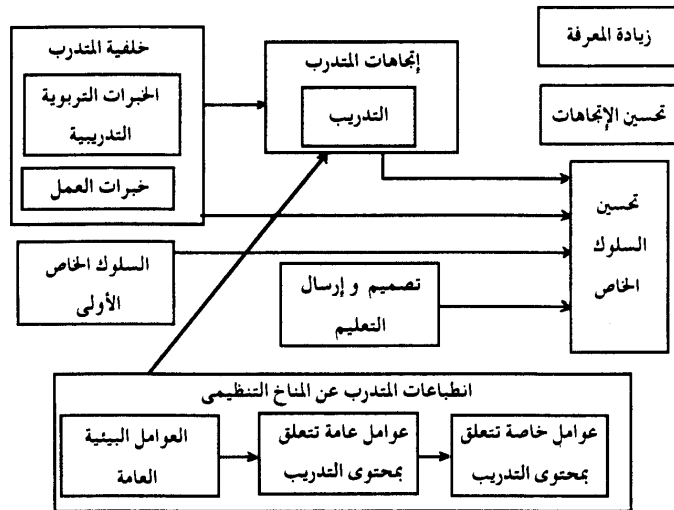 زيادة المعرفة
خلفية المتدرب
إتجاهات المتدرب
الخبرات التربوية
التدريبية
التدريب
تحسين الإتجاهات
خبرات العمل
تحسين
السلوك
الخاص
السلوك الخاص
الأولى
تصميم و إرسال
التعليم
انطباعات المتدرب عن المناخ التنظيمى
العوامل البيئية
العامة
عوامل عامة تتعلق
بمحتوى التدريب
عوامل خاصة تتعلق
بمحتوى التدريب